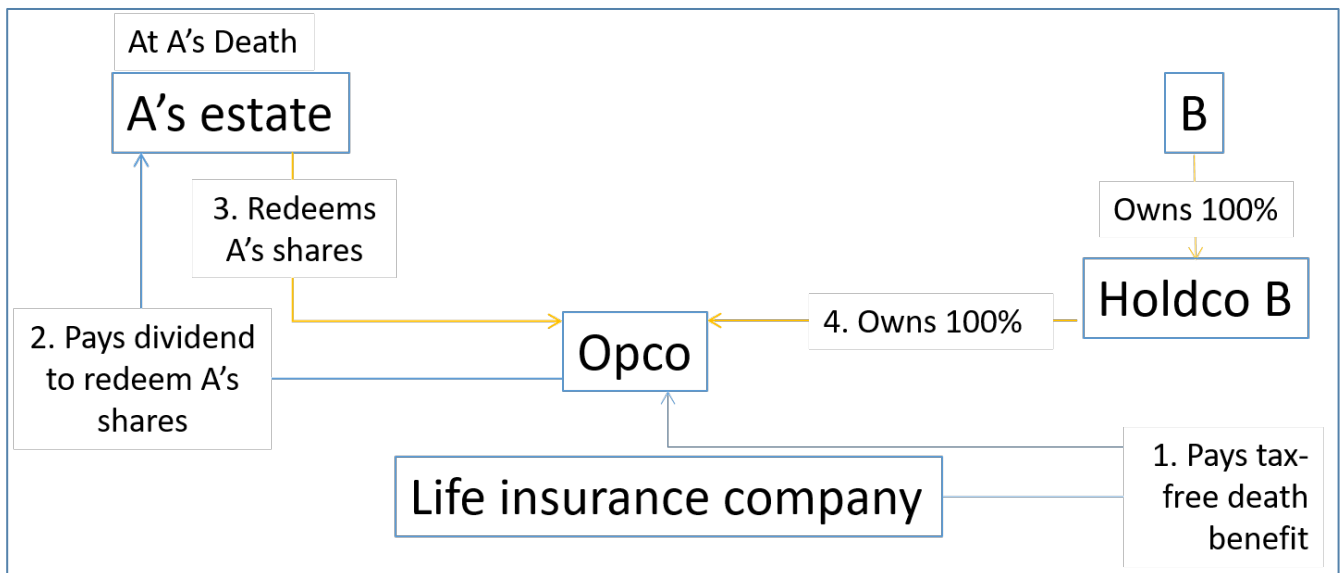 At A’s Death
A’s estate
B
3. Redeems
A’s shares
Owns 100%
Holdco B
2. Pays dividend
to redeem A’s
shares
4. Owns 100%
Opco
1. Pays tax-
free death
benefit
Life insurance company